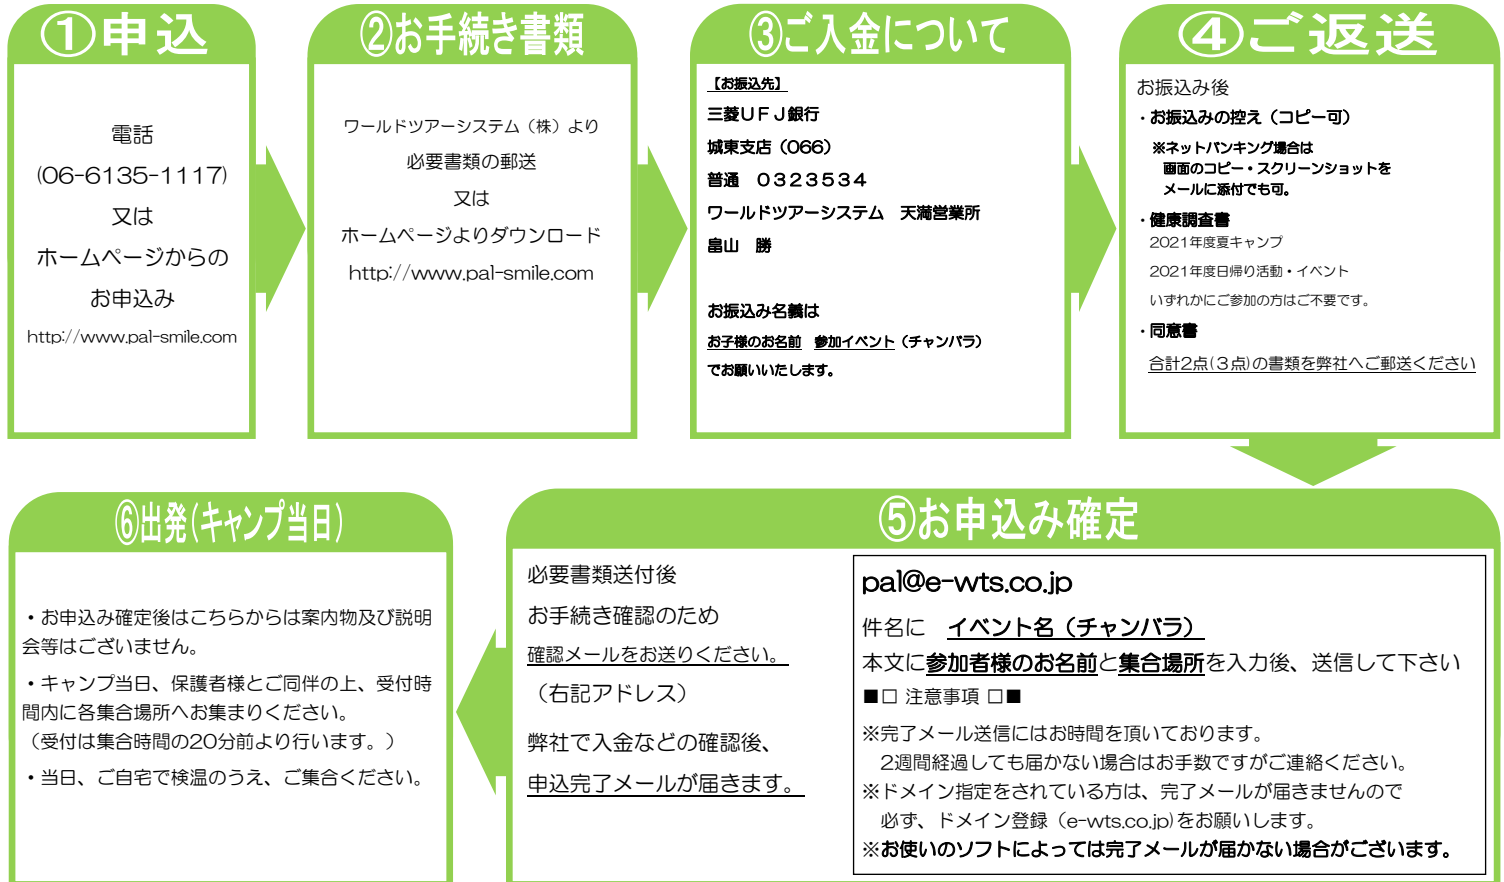 ①申込
電話
(06-6135-1117)
又は
ホームページからの
お申込み
http://www.pal-smile.com
②お手続き書類
ワールドツアーシステム（株）より
必要書類の郵送
又は
ホームページよりダウンロード
http://www.pal-smile.com
③ご入金について
【お振込先】
三菱ＵＦＪ銀行
城東支店（066）
普通　０３２３５３４
ワールドツアーシステム　天満営業所
畠山　勝
お振込み名義は
お子様のお名前　参加イベント（チャンバラ）
でお願いいたします。
④ご返送
お振込み後
・お振込みの控え（コピー可）
※ネットバンキング場合は
画面のコピー・スクリーンショットを
メールに添付でも可。
・健康調査書
2021年度夏キャンプ
2021年度日帰り活動・イベント
いずれかにご参加の方はご不要です。
・同意書
合計2点(３点)の書類を弊社へご郵送ください
⑤お申込み確定
必要書類送付後
お手続き確認のため
確認メールをお送りください。
（右記アドレス）
弊社で入金などの確認後、
申込完了メールが届きます。
pal@e-wts.co.jp
件名に　イベント名（チャンバラ）
本文に参加者様のお名前と集合場所を入力後、送信して下さい
■□ 注意事項 □■
※完了メール送信にはお時間を頂いております。
2週間経過しても届かない場合はお手数ですがご連絡ください。
※ドメイン指定をされている方は、完了メールが届きませんので
必ず、ドメイン登録（e-wts.co.jp)をお願いします。
※お使いのソフトによっては完了メールが届かない場合がございます。
⑥出発(キャンプ当日)
・お申込み確定後はこちらからは案内物及び説明
会等はございません。
・キャンプ当日、保護者様とご同伴の上、受付時
間内に各集合場所へお集まりください。
（受付は集合時間の20分前より行います。）
・当日、ご自宅で検温のうえ、ご集合ください。